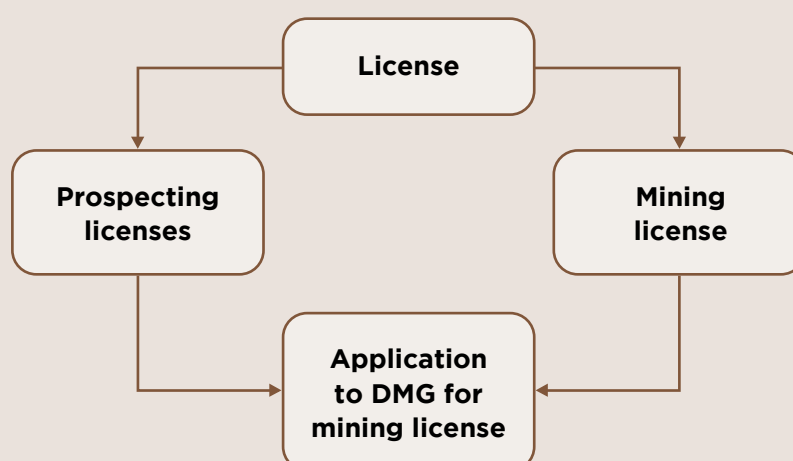 License
Prospecting
licenses
Mining
license
Application
to DMG for
mining license